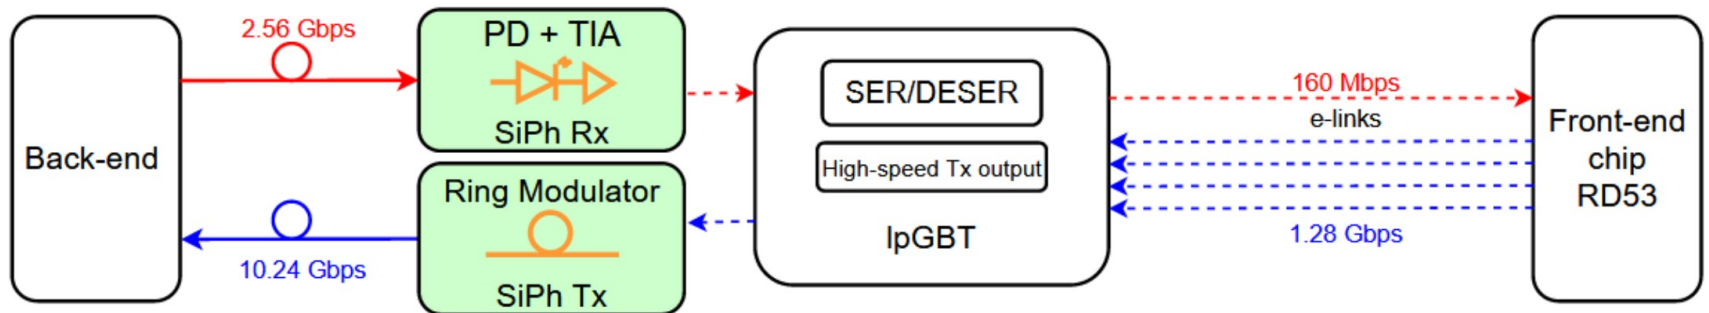 Back-end
2.56 Gbps
10.24 Gbps
PD + TIA
SiPh Rx
Ring Modulator
SiPh Tx
SER/DESER
High-speed Tx output
lpGBT
160 Mbps
e-links
1.28 Gbps
Front-end
chip
RD53